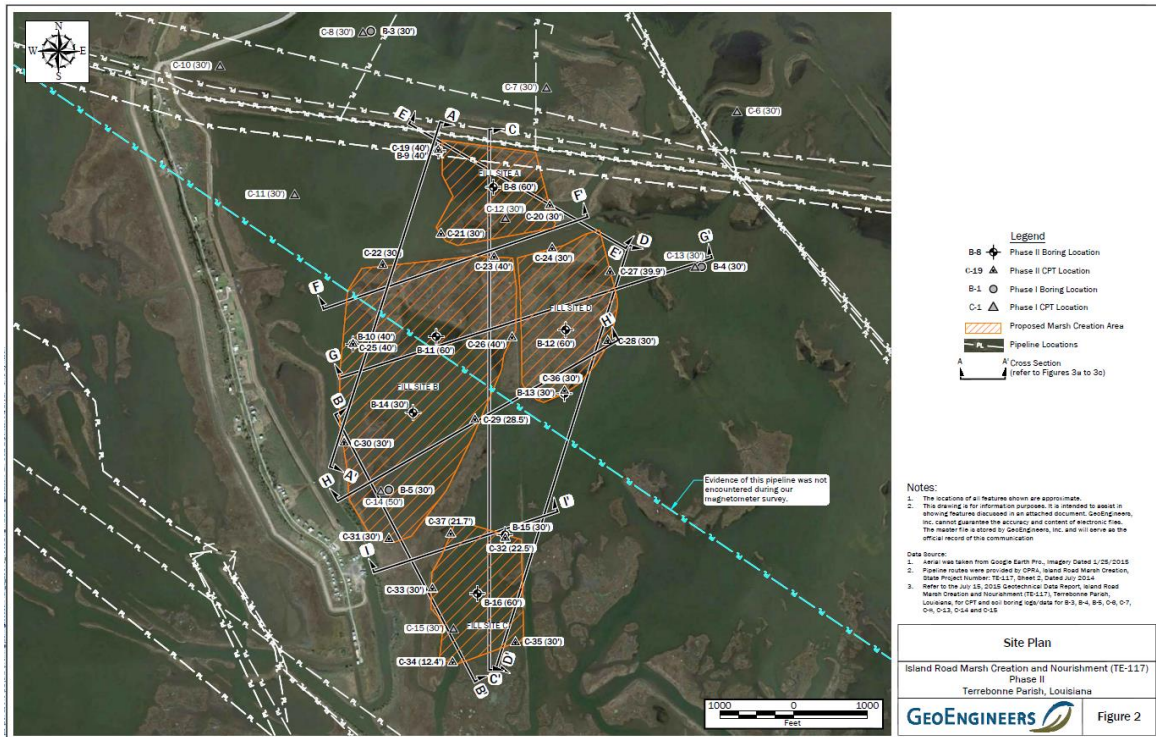 N
W E
S
C-8 (30') B-3 (30')
C-10 (30')
C-7 (30')
C-6 (30')
E A C
C-19 (40')
B-9 (40')
FILL SITE A
B-8 (60')
C-11 (30')
C-12 (30')
C-20 (30')
F
C-21 (30')
E' D G'
C-24 (30')
C-13 (30')
C-22 (30')
C-23 (40')
B-4 (30')
C-27 (39.9')
F
FILL SITE D
H'
B-10 (40')
C-25 (40')
B-11 (60')
C-26 (40')
B-12 (60')
C-28 (30')
G
C-36 (30')
FILL SITE B
B-13 (30')
B-14 (30')
B
C-29 (28.5')
C-30 (30')
H A'
B-5 (30')
C-14 (50')
Evidence of this pipeline was not
encountered during our
magnetometer survey.
I'
C-37 (21.7')
B-15 (30')
C-31 (30')
C-32 (22.5')
I
C-33 (30')
B-16 (60')
FILL SITE C
C-15 (30')
C-35 (30')
C-34 (12.4')
B' C' D'
1000 0 1000
Feet
Legend
B-8 Phase II Boring Location
C-19 Phase II CPT Location
B-1 Phase I Boring Location
C-1 Phase I CPT Location
Proposed Marsh Creation Area
PL Pipeline Locations
A A' Cross Section
(refer to Figures 3a to 3c)
Notes:
1. The locations of all features shown are approximate.
2. This drawing is for information purposes. It is intended to assist in
showing features discussed in an attached document. GeoEngineers,
Inc. cannot guarantee the accuracy and content of electronic files.
The master file is stored by GeoEngineers, Inc. and will serve as the
official record of this communication
Data Source:
1. Aerial was taken from Google Earth Pro., Imagery Dated 1/25/2015
2. Pipeline routes were provided by CPRA, Island Road Marsh Creation,
State Project Number: TE-117, Sheet 2, Dated July 2014
3. Refer to the July 15, 2015 Geotechnical Data Report, Island Road
Marsh Creation and Nourishment (TE-117), Terrebonne Parish,
Louisiana, for CPT and soil boring logs/data for B-3, B-4, B-5, C-6, C-7,
C-13, C-14 and C-15
Site Plan
Island Road Marsh Creation and Nourishment (TE-117)
Phase II
Terrebonne Parish, Louisiana
GEOENGINEERS
Figure 2